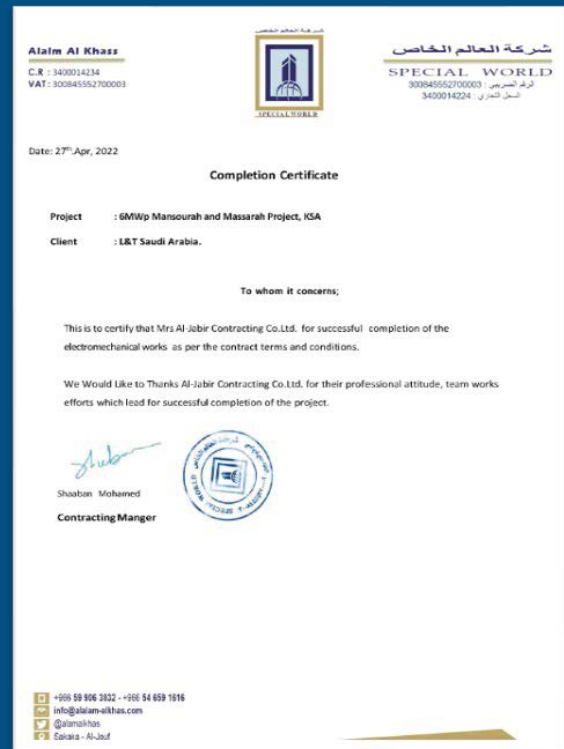 Alalm Al Khass
C.R : 3400014234
VAT: 300845552700003
SPECIAL WORLD
شركة العالم الخاص
SPECIAL WORLD
الرقم الضريبي : 300845552700003
السجل التجاري : 3400014224
Date: 27th.Apr, 2022
Completion Certificate
Project : 6MWp Mansourah and Massarah Project, KSA
Client : L&T Saudi Arabia.
To whom it concerns;
This is to certify that Mrs Al-Jabir Contracting Co.Ltd. for successful completion of the
electromechanical works as per the contract terms and conditions.
We Would Like to Thanks Al-Jabir Contracting Co.Ltd. for their professional attitude, team works
efforts which lead for successful completion of the project.
Shaaban Mohamed
Contracting Manger
+966 59 906 3832 - +966 54 659 1616
info@alalam-alkhas.com
@alamalkhas
Sakaka - Al-Jouf